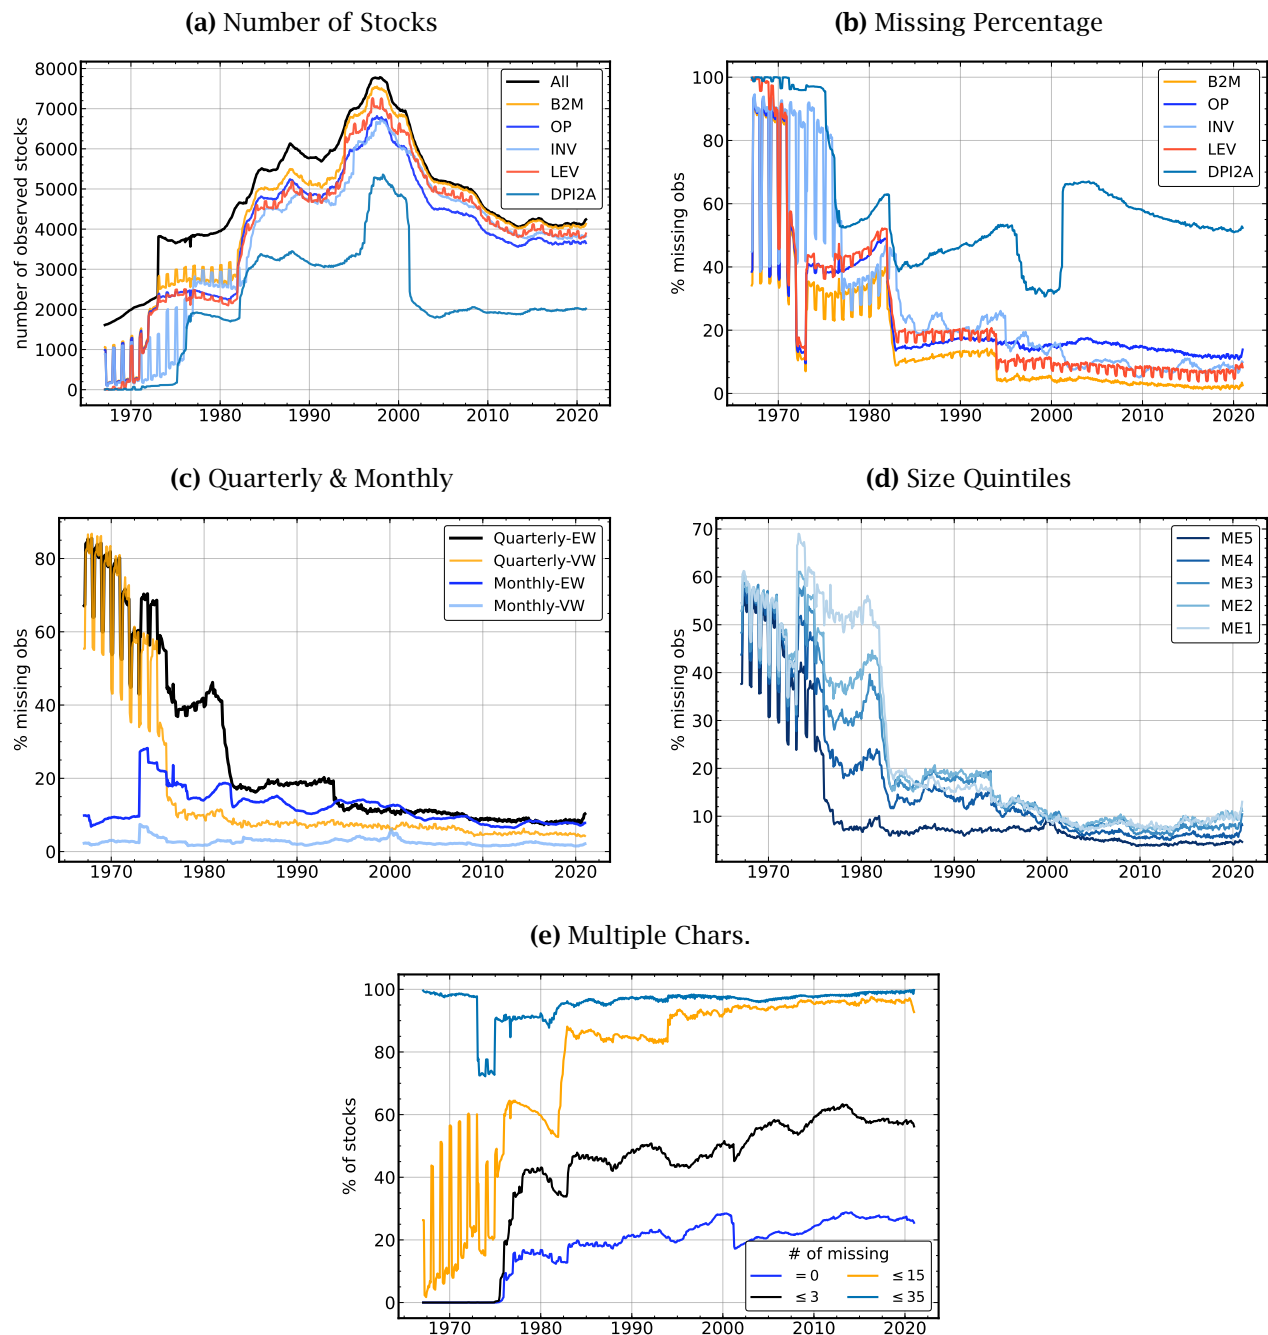 (a) Number of Stocks
(b) Missing Percentage
number of observed stocks
8000
7000
6000
5000
4000
3000
2000
1000
0
1970 1980 1990 2000 2010 2020
All
B2M
OP
INV
LEV
DPI2A
% missing obs
100
80
60
40
20
0
1970 1980 1990 2000 2010 2020
B2M
OP
INV
LEV
DPI2A
(c) Quarterly & Monthly
(d) Size Quintiles
% missing obs
80
60
40
20
0
1970 1980 1990 2000 2010 2020
Quarterly-EW
Quarterly-VW
Monthly-EW
Monthly-VW
% missing obs
70
60
50
40
30
20
10
1970 1980 1990 2000 2010 2020
ME5
ME4
ME3
ME2
ME1
(e) Multiple Chars.
% of stocks
100
80
60
40
20
0
1970 1980 1990 2000 2010 2020
# of missing
= 0 ≤ 15
≤ 3 ≤ 35